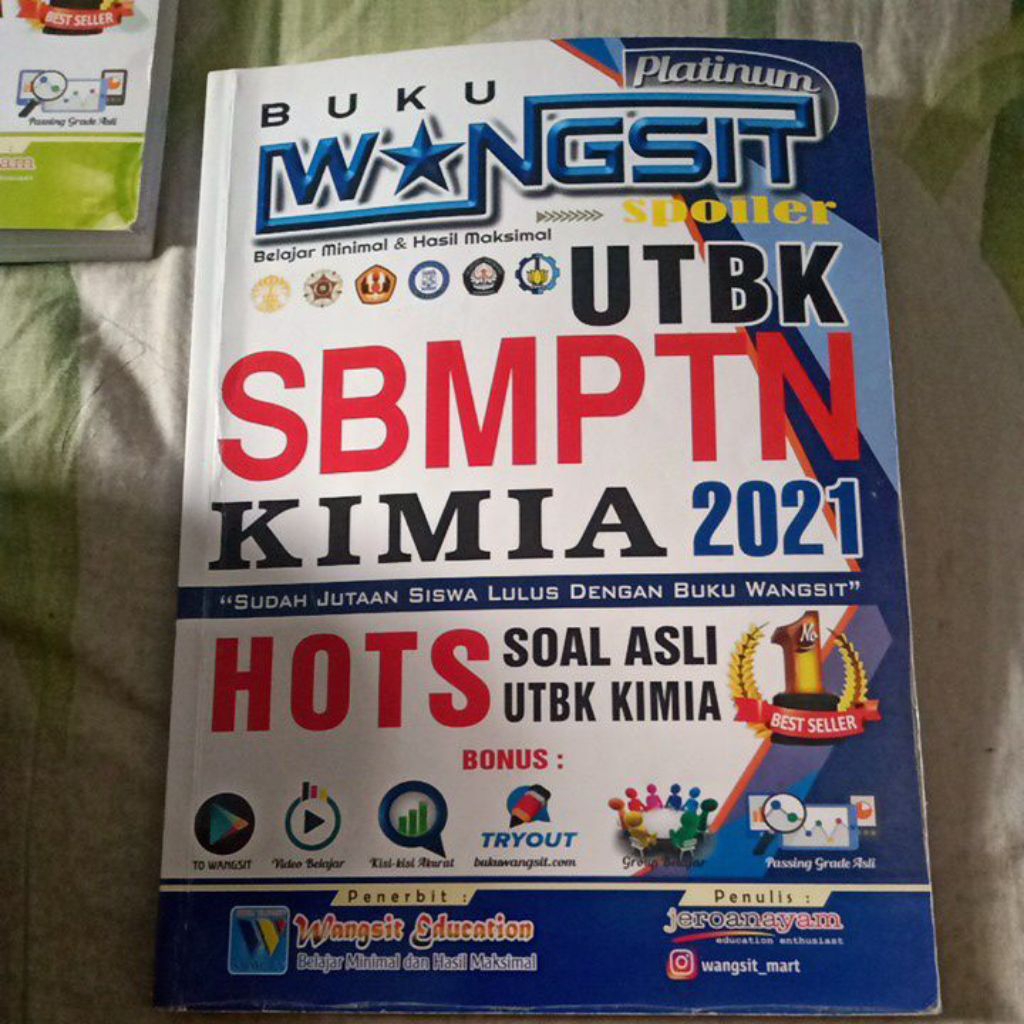 BEST SELLER
Passing Grade Asli
am
Platinum
BUKU
WANGSIT
spoiler
Belajar Minimal & Hasil Maksimal
UTBK
SBMPTN
KIMIA 2021
“SUDAH JUTAAN SISWA LULUS DENGAN BUKU WANGSIT”
HOTS SOAL ASLI
UTBK KIMIA
No
1
BEST SELLER
BONUS :
TO WANGSIT
Video Belajar
Kisi-kisi Akurat
TRYOUT
bukuwangsit.com
Group Belajar
Passing Grade Asli
Penerbit :
Wangsit Education
Belajar Minimal dan Hasil Maksimal
Penulis :
jeroanayam
education enthusiast
wangsit_mart